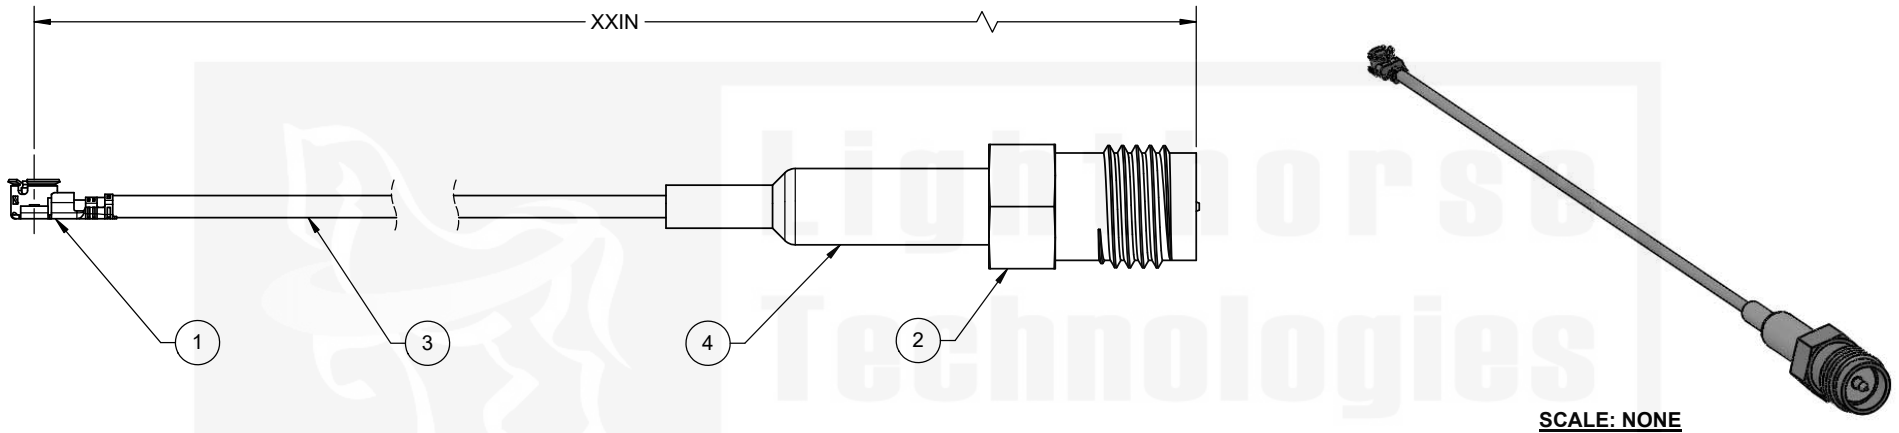 XXIN
Lighthorse
Technologies
1
3
4
2
SCALE: NONE